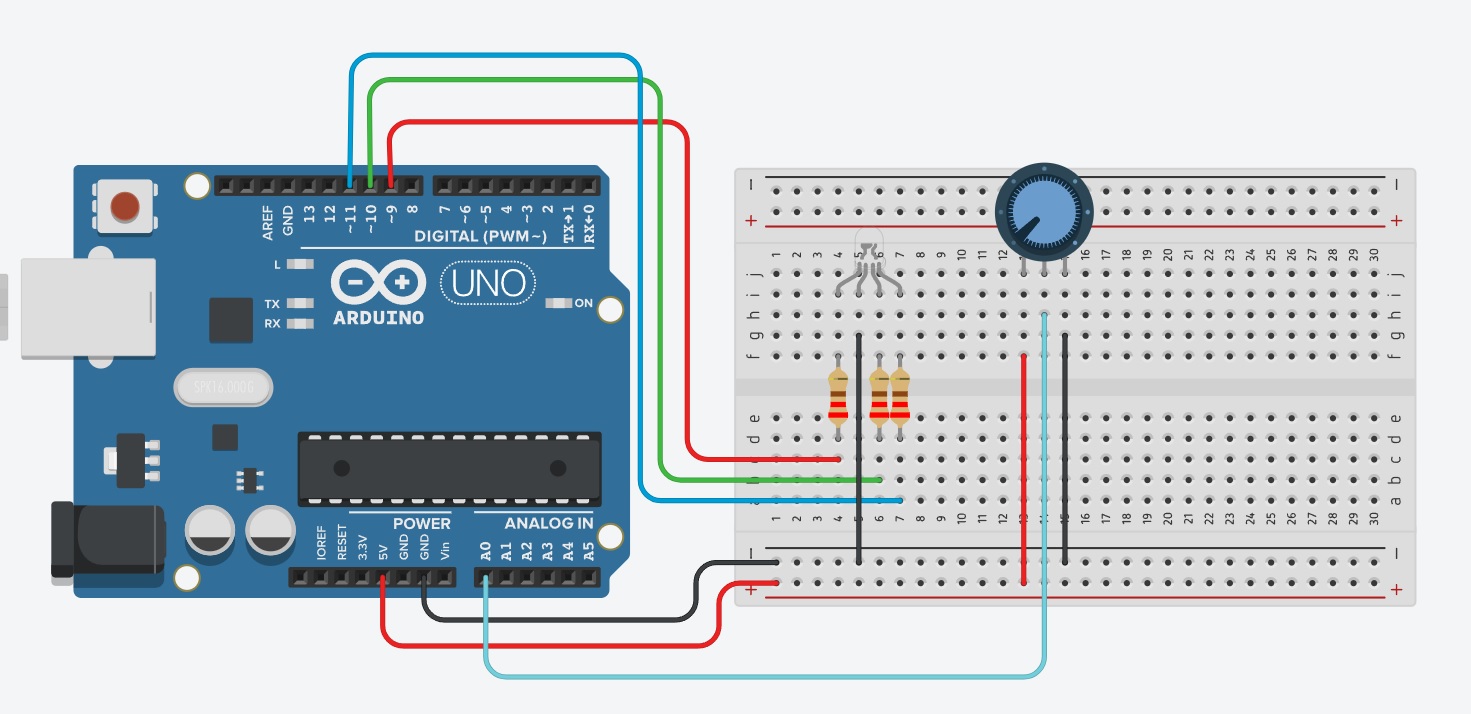 AREF
GND
13
12
~11
~10
~9
8
7
~6
~5
4
~3
2
TX→1
RX←0
DIGITAL (PWM ~)
L
TX
RX
ON
UNO
ARDUINO
SPK16.000G
POWER
ANALOG IN
IOREF
RESET
3.3V
5V
GND
GND
Vin
A0
A1
A2
A3
A4
A5
− −
+ +
1 2 3 4 5 6 7 8 9 10 11 12 13 14 15 16 17 18 19 20 21 22 23 24 25 26 27 28 29 30
j j
i i
h h
g g
f f
e e
d d
c c
b b
a a
1 2 3 4 5 6 7 8 9 10 11 12 13 14 15 16 17 18 19 20 21 22 23 24 25 26 27 28 29 30
− −
+ +